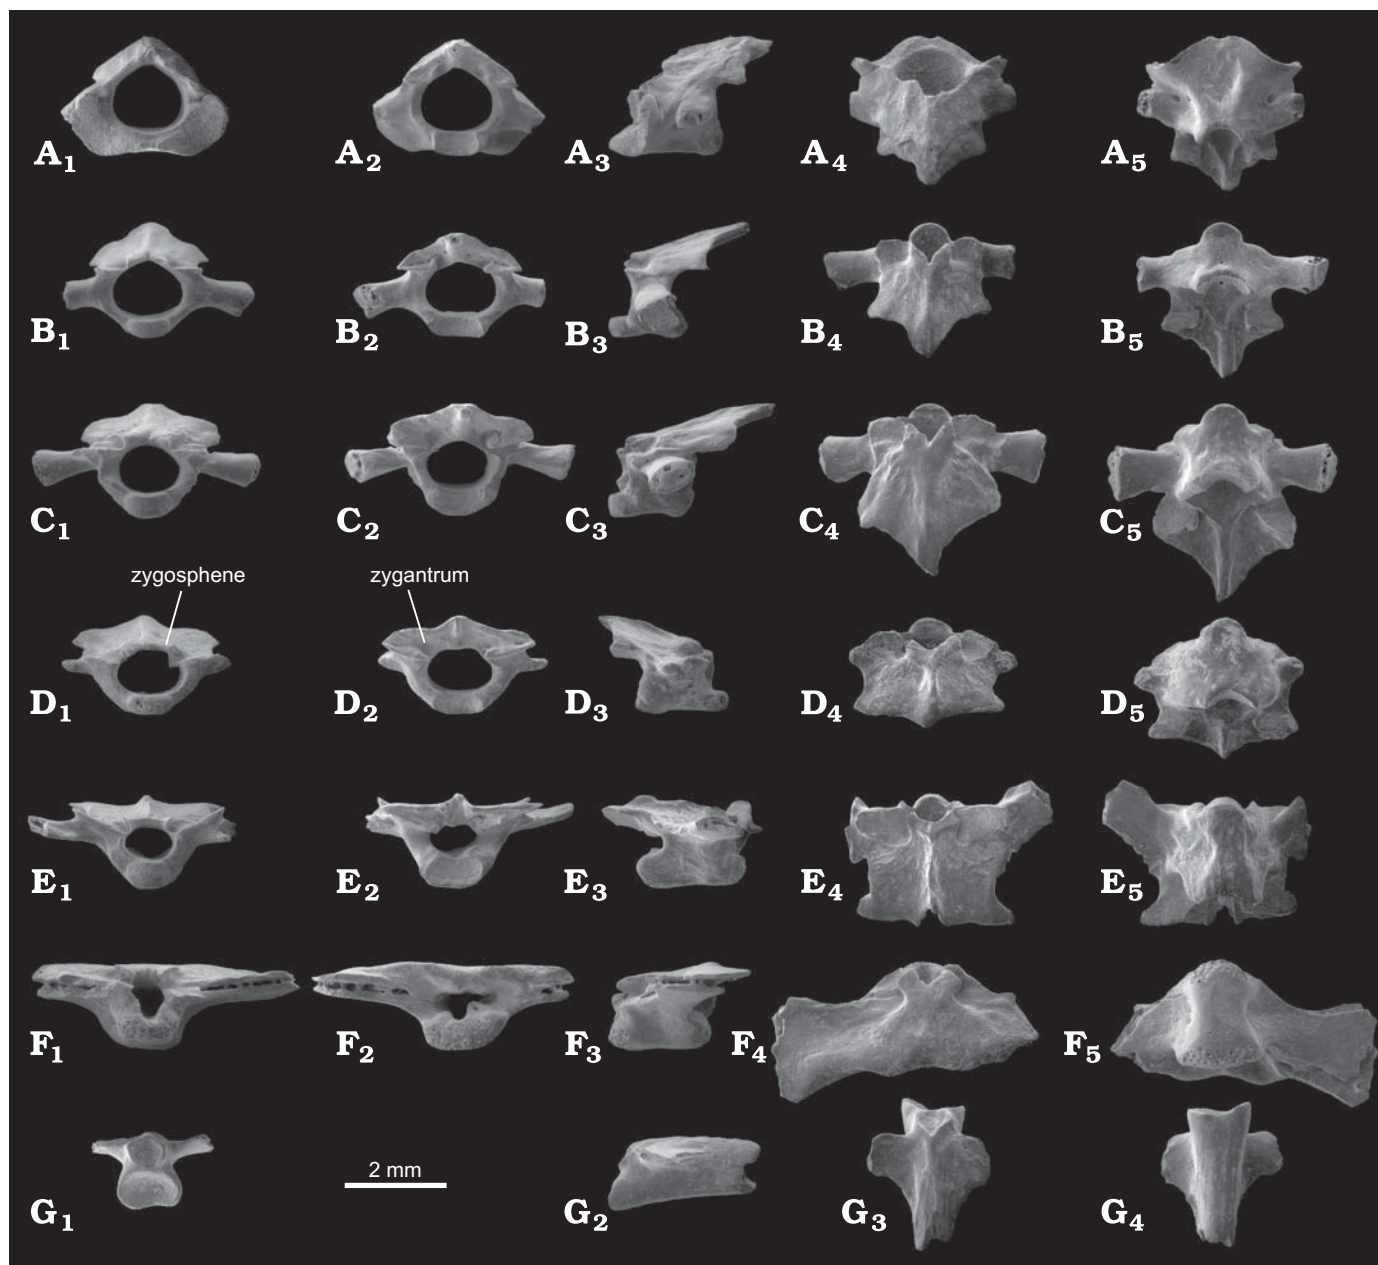 A1 A2 A3 A4 A5
B1 B2 B3 B4 B5
C1 C2 C3 C4 C5
zygosphene zygantrum
D1 D2 D3 D4 D5
E1 E2 E3 E4 E5
F1 F2 F3 F4 F5
2 mm
G1 G2 G3 G4